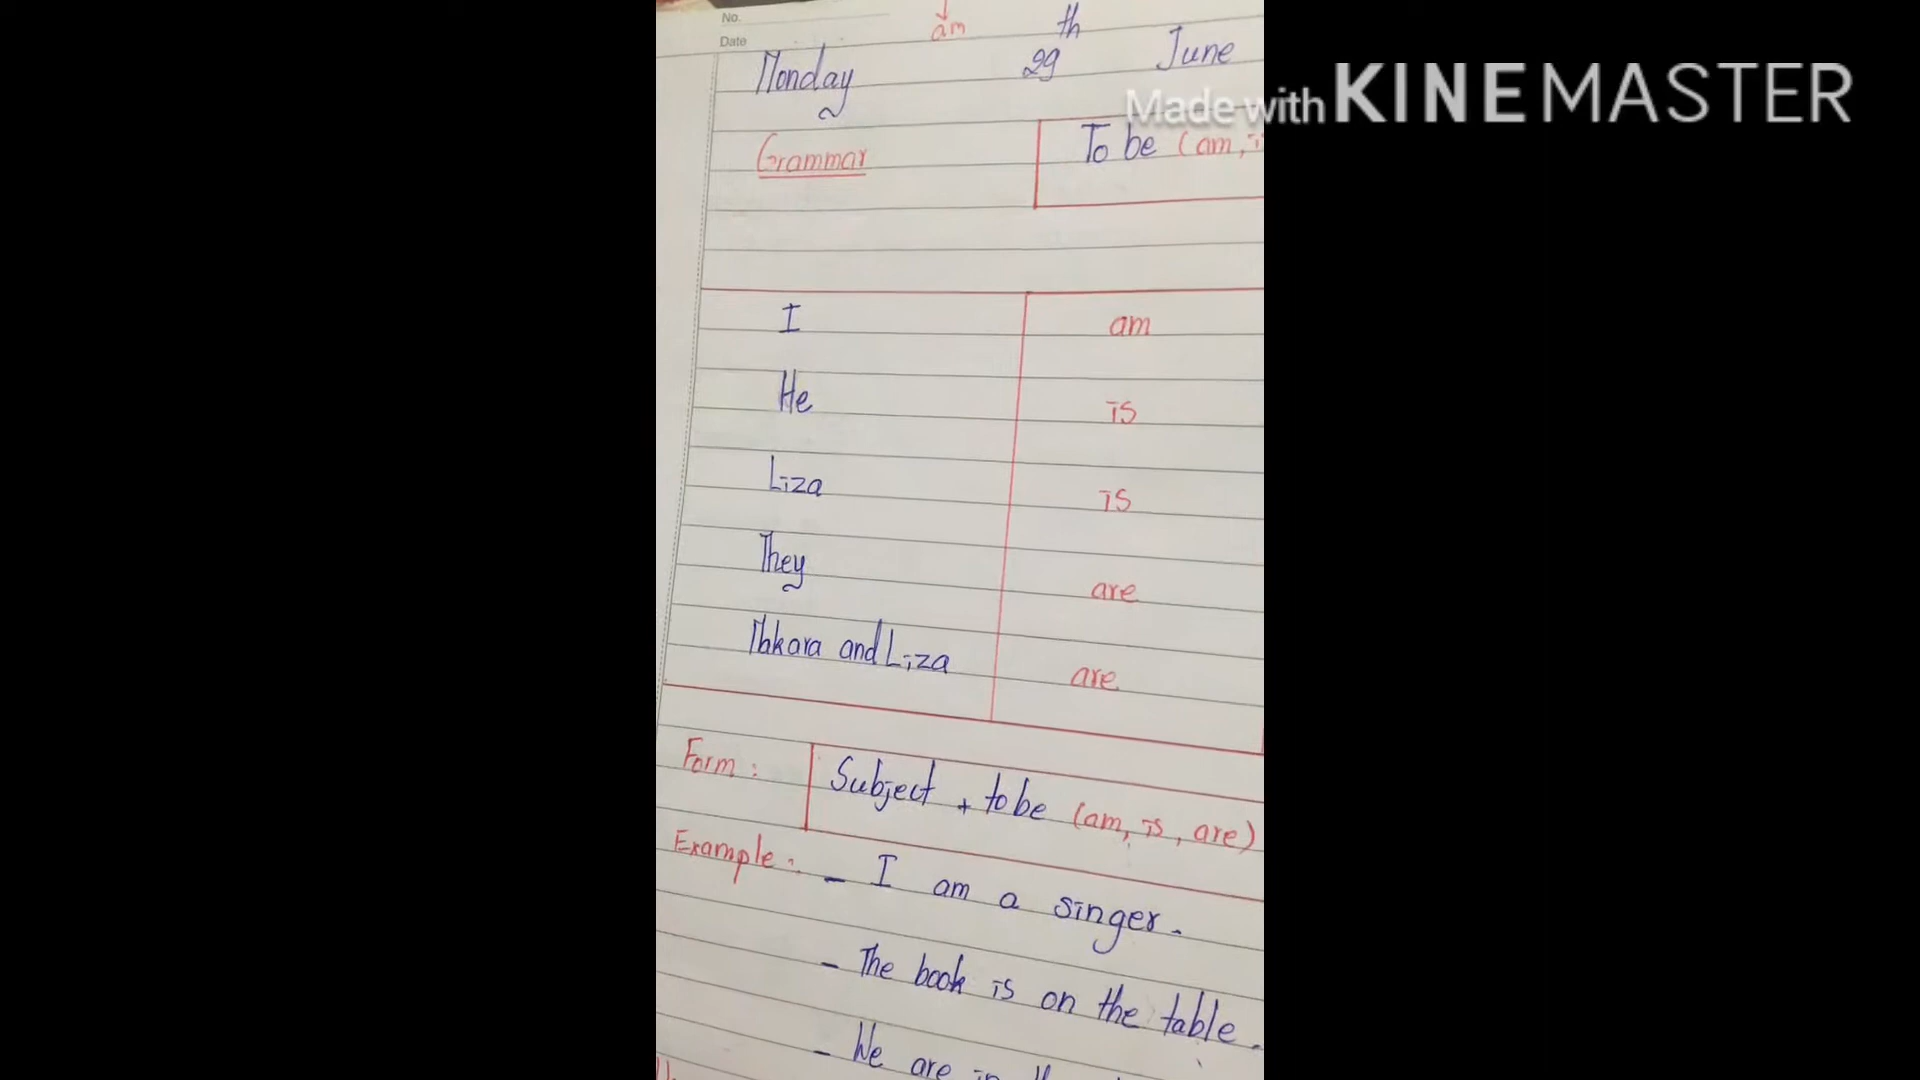 No.
am
Date
Monday 29th June
Made with KINEMASTER
Grammar To be (am, i
I am
He is
Liza is
They are
Makara and Liza are
Form: Subject + to be (am, is, are)
Example: - I am a singer.
- The book is on the table.
- We are in